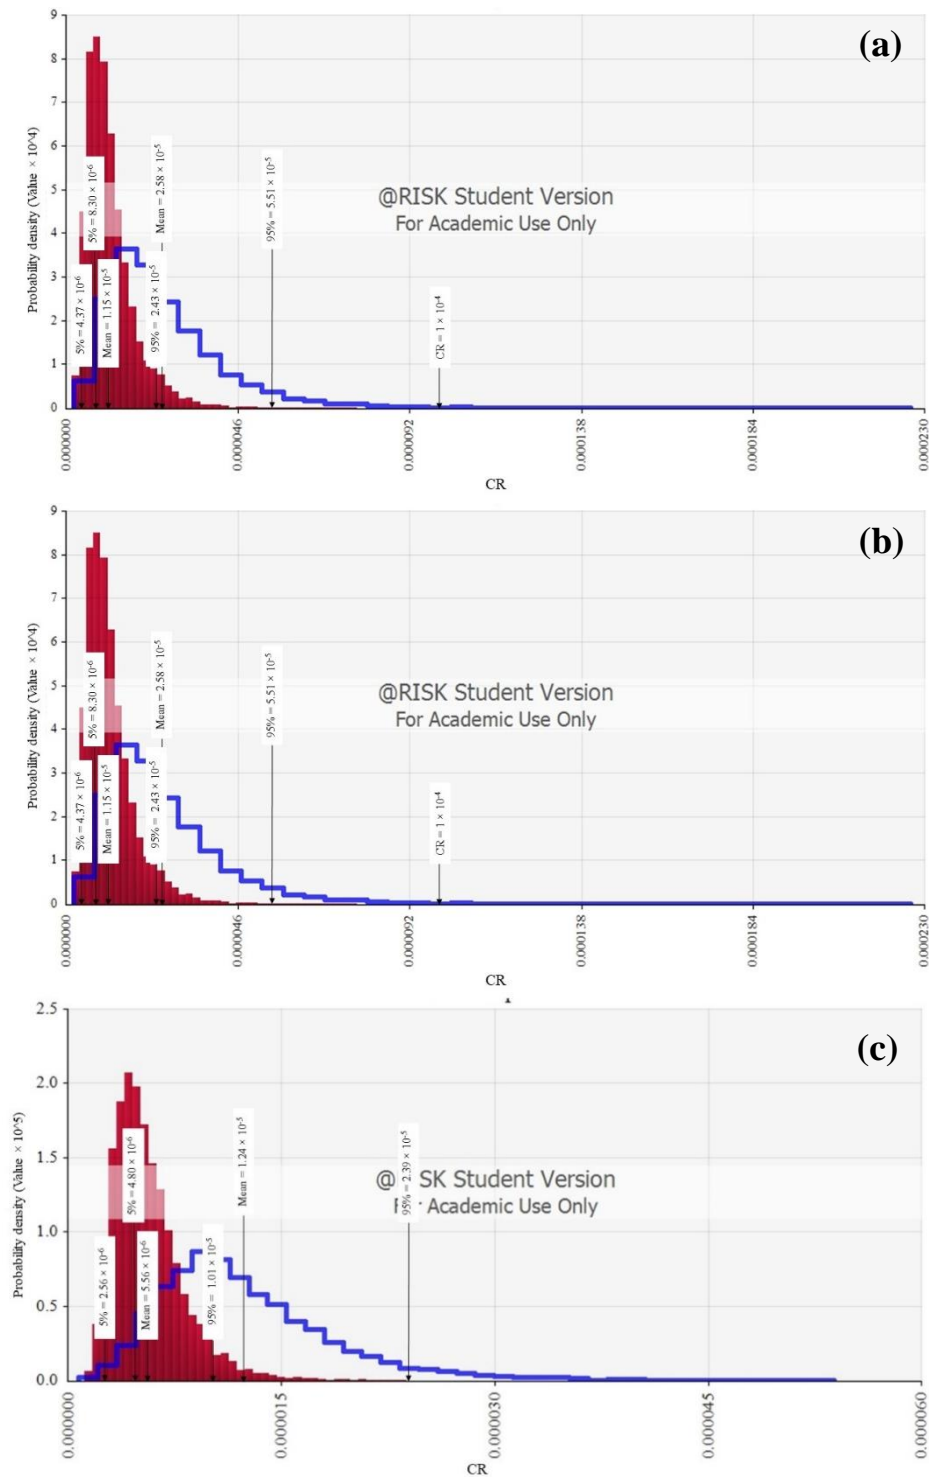 (a)
Probability density (Value × 10^4)
9
8
7
6
5
4
3
2
1
0
5% = 4.37 × 10-6
5% = 8.30 × 10-6
Mean = 1.15 × 10-5
95% = 2.43 × 10-5
Mean = 2.58 × 10-5
95% = 5.51 × 10-5
CR = 1 × 10-4
@RISK Student Version
For Academic Use Only
0.000000
0.000046
0.000092
0.000138
0.000184
0.000230
CR
(b)
Probability density (Value × 10^4)
9
8
7
6
5
4
3
2
1
0
5% = 4.37 × 10-6
5% = 8.30 × 10-6
Mean = 1.15 × 10-5
95% = 2.43 × 10-5
Mean = 2.58 × 10-5
95% = 5.51 × 10-5
CR = 1 × 10-4
@RISK Student Version
For Academic Use Only
0.000000
0.000046
0.000092
0.000138
0.000184
0.000230
CR
(c)
Probability density (Value × 10^5)
2.5
2.0
1.5
1.0
0.5
0.0
5% = 2.56 × 10-6
5% = 4.80 × 10-6
Mean = 5.56 × 10-6
95% = 1.01 × 10-5
Mean = 1.24 × 10-5
95% = 2.39 × 10-5
@ SK Student Version
Academic Use Only
0.000000
0.000015
0.000030
0.000045
0.000060
CR